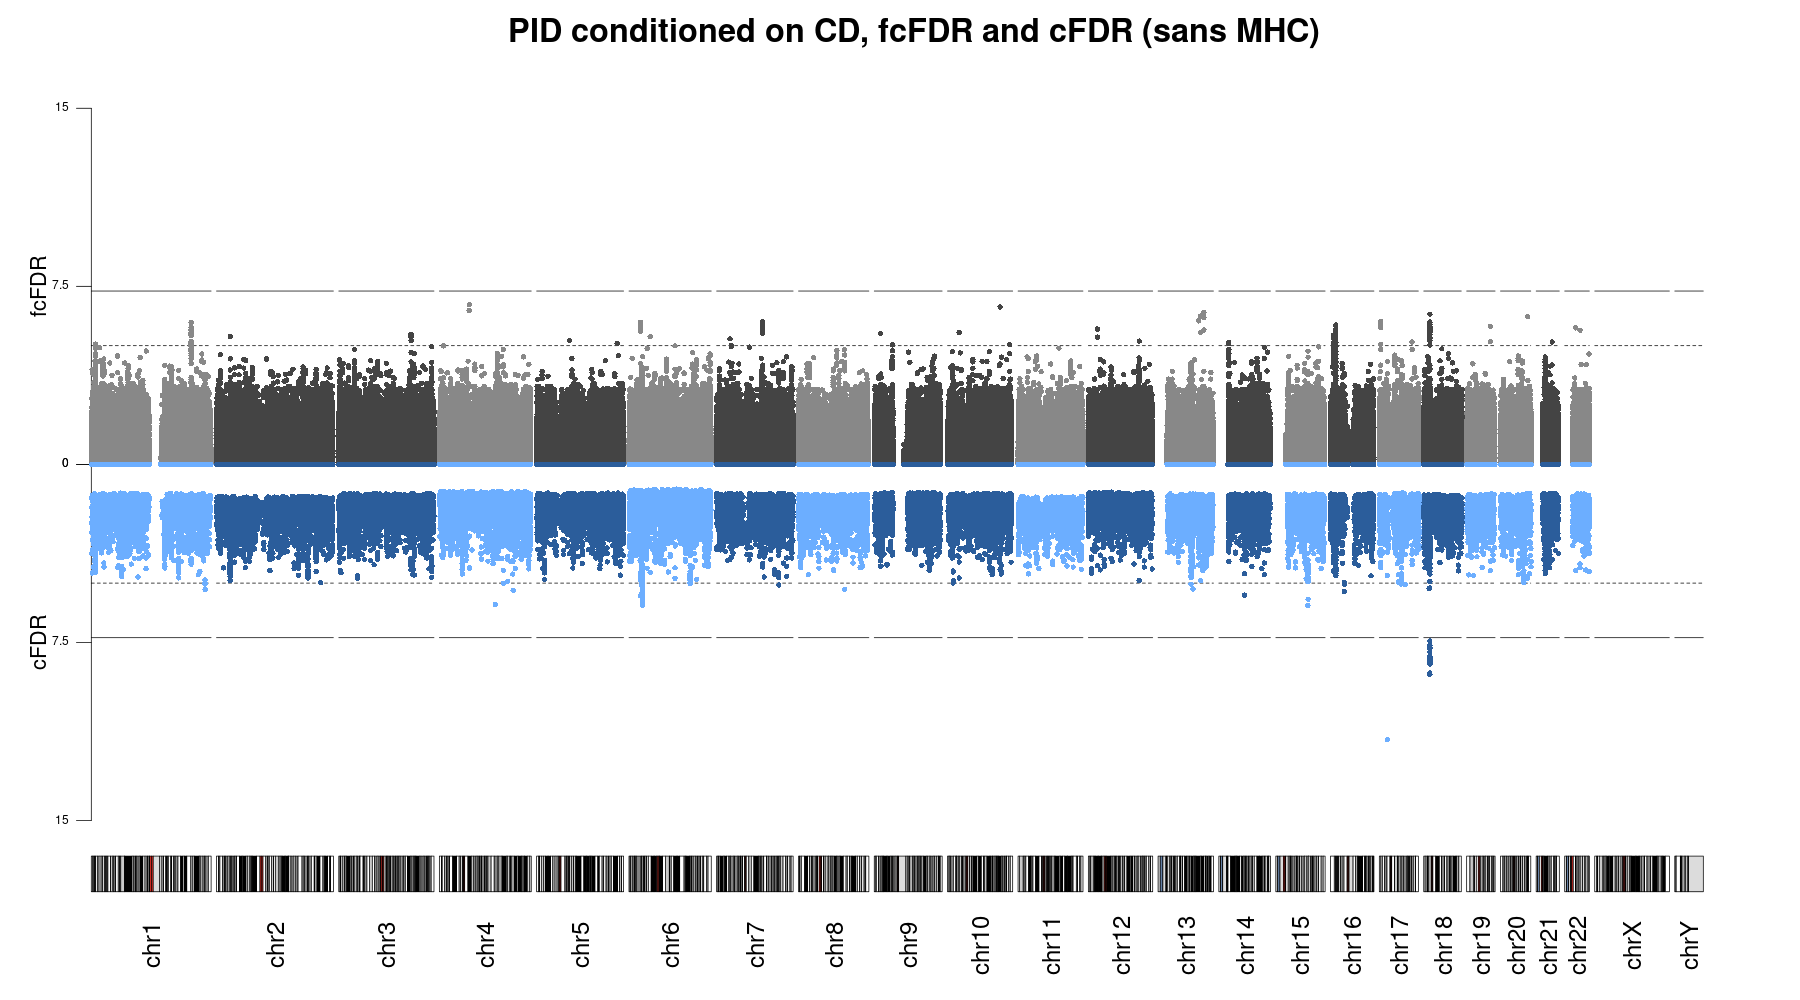 PID conditioned on CD, fcFDR and cFDR (sans MHC)
15
fcFDR
7.5
0
cFDR
7.5
15
chr1 chr2 chr3 chr4 chr5 chr6 chr7 chr8 chr9 chr10 chr11 chr12 chr13 chr14 chr15 chr16 chr17 chr18 chr19 chr20 chr21 chr22 chrX chrY